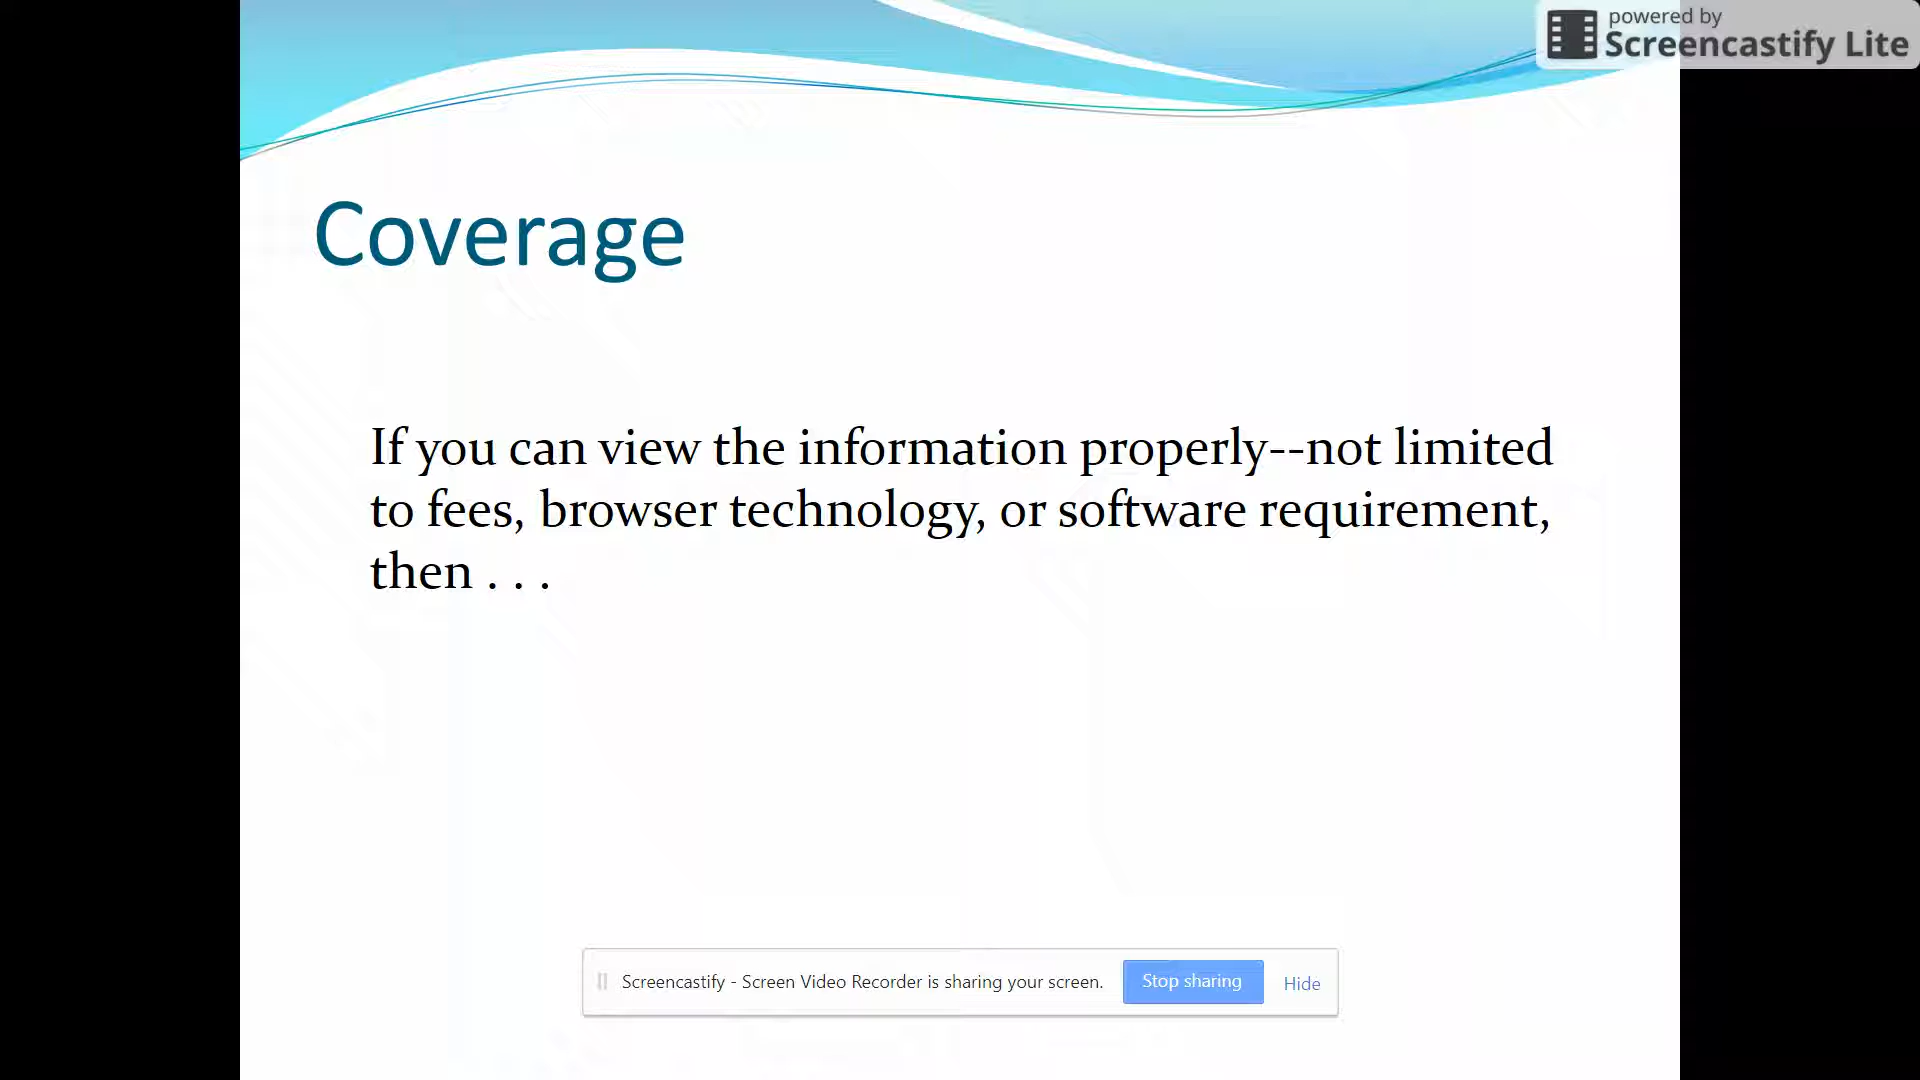 powered by
Screencastify Lite
Coverage
If you can view the information properly--not limited
to fees, browser technology, or software requirement,
then . . .
Screencastify - Screen Video Recorder is sharing your screen.
Stop sharing
Hide